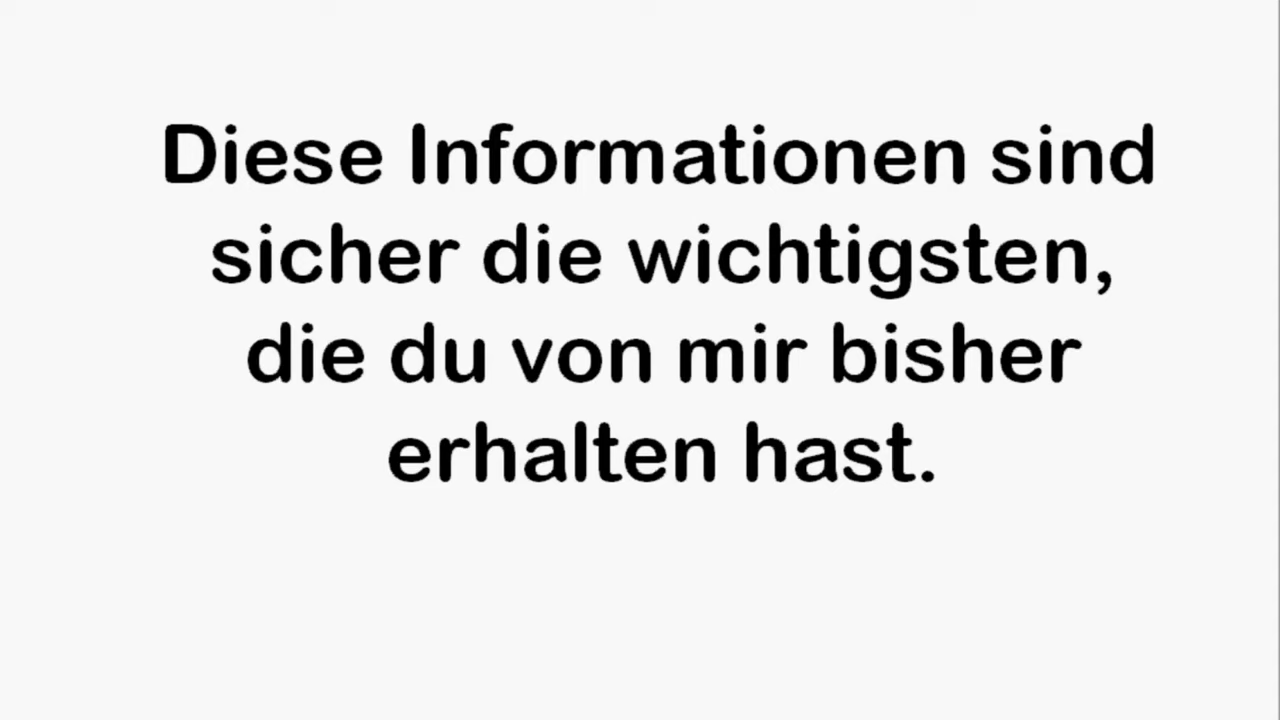 Diese Informationen sind
sicher die wichtigsten,
die du von mir bisher
erhalten hast.